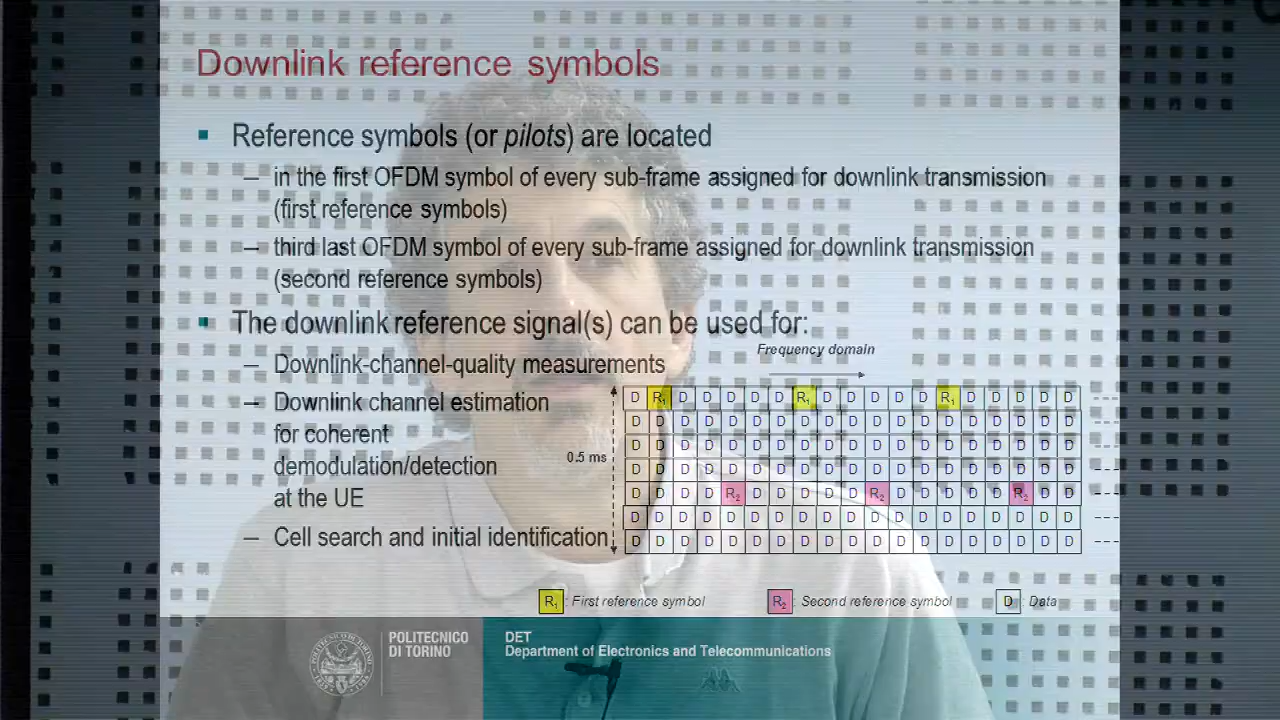 Downlink reference symbols
▪ Reference symbols (or pilots) are located
– in the first OFDM symbol of every sub-frame assigned for downlink transmission
(first reference symbols)
– third last OFDM symbol of every sub-frame assigned for downlink transmission
(second reference symbols)
▪ The downlink reference signal(s) can be used for:
– Downlink-channel-quality measurements
– Downlink channel estimation
for coherent
demodulation/detection
at the UE
– Cell search and initial identification
Frequency domain
0.5 ms
D R1 D D D D D R1 D D D D D R1 D D D D D
D D D D D D D D D D D D D D D D D D D
D D D D D D D D D D D D D D D D D D D
D D D D D D D D D D D D D D D D D D D
D D D D R2 D D D D D R2 D D D D D R2 D D
D D D D D D D D D D D D D D D D D D D
D D D D D D D D D D D D D D D D D D D
R1 : First reference symbol R2 : Second reference symbol D : Data
POLITECNICO
DI TORINO
DET
Department of Electronics and Telecommunications